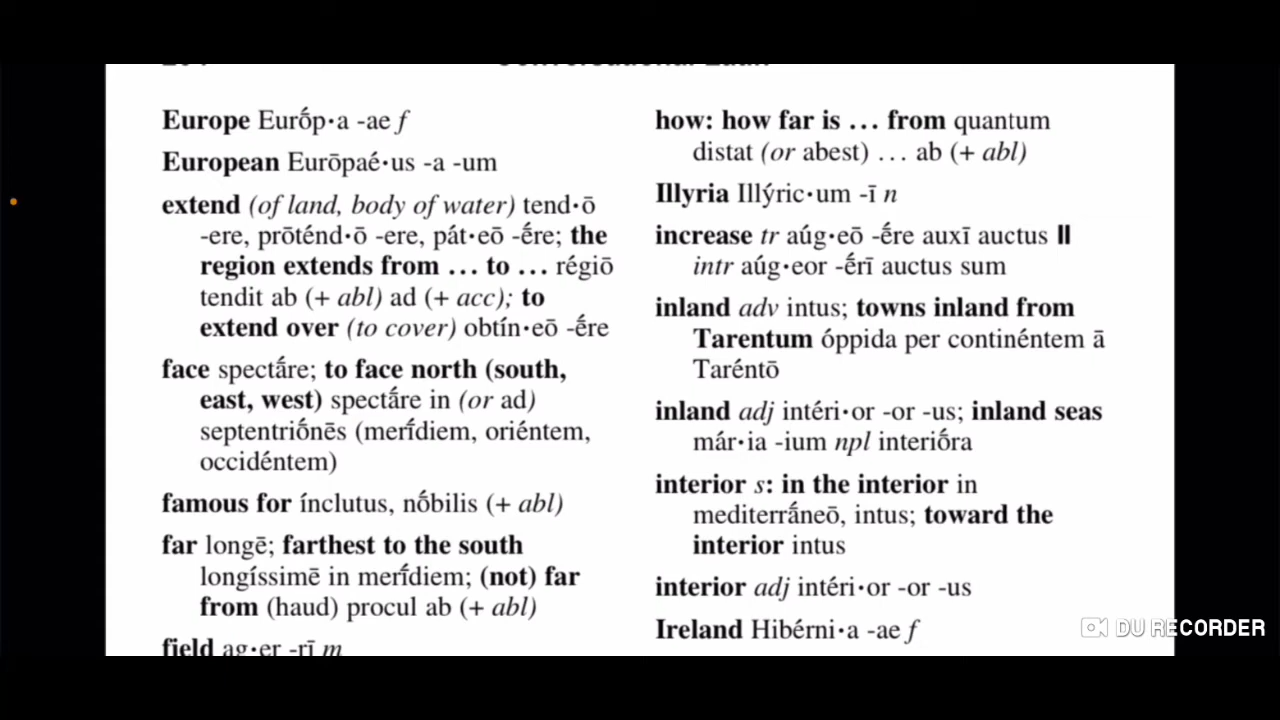 Europe Európ•a -ae f
European Eurōpaé•us -a -um
extend (of land, body of water) tend•ō
-ere, prōténd•ō -ere, pát•eō -ḗre; the
region extends from … to … régiō
tendit ab (+ abl) ad (+ acc); to
extend over (to cover) obtín•eō -ḗre
face spectā́re; to face north (south,
east, west) spectā́re in (or ad)
septentriṓnēs (merī́diem, oriéntem,
occidéntem)
famous for ínclutus, nṓbilis (+ abl)
far longē; farthest to the south
longíssimē in merī́diem; (not) far
from (haud) procul ab (+ abl)
field ag•er -rī m
how: how far is … from quantum
distat (or abest) … ab (+ abl)
Illyria Illýric•um -ī n
increase tr aúg•eō -ḗre auxī auctus II
intr aúg•eor -ḗrī auctus sum
inland adv intus; towns inland from
Tarentum óppida per continéntem ā
Taréntō
inland adj intéri•or -or -us; inland seas
már•ia -ium npl interiṓra
interior s: in the interior in
mediterrā́neō, intus; toward the
interior intus
interior adj intéri•or -or -us
Ireland Hibérni•a -ae f
DU RECORDER